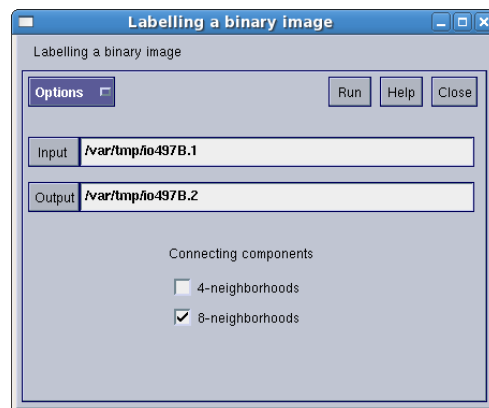 Labelling a binary image
Labelling a binary image
Options Run Help Close
Input /var/tmp/io497B.1
Output /var/tmp/io497B.2
Connecting components
4-neighborhoods
8-neighborhoods